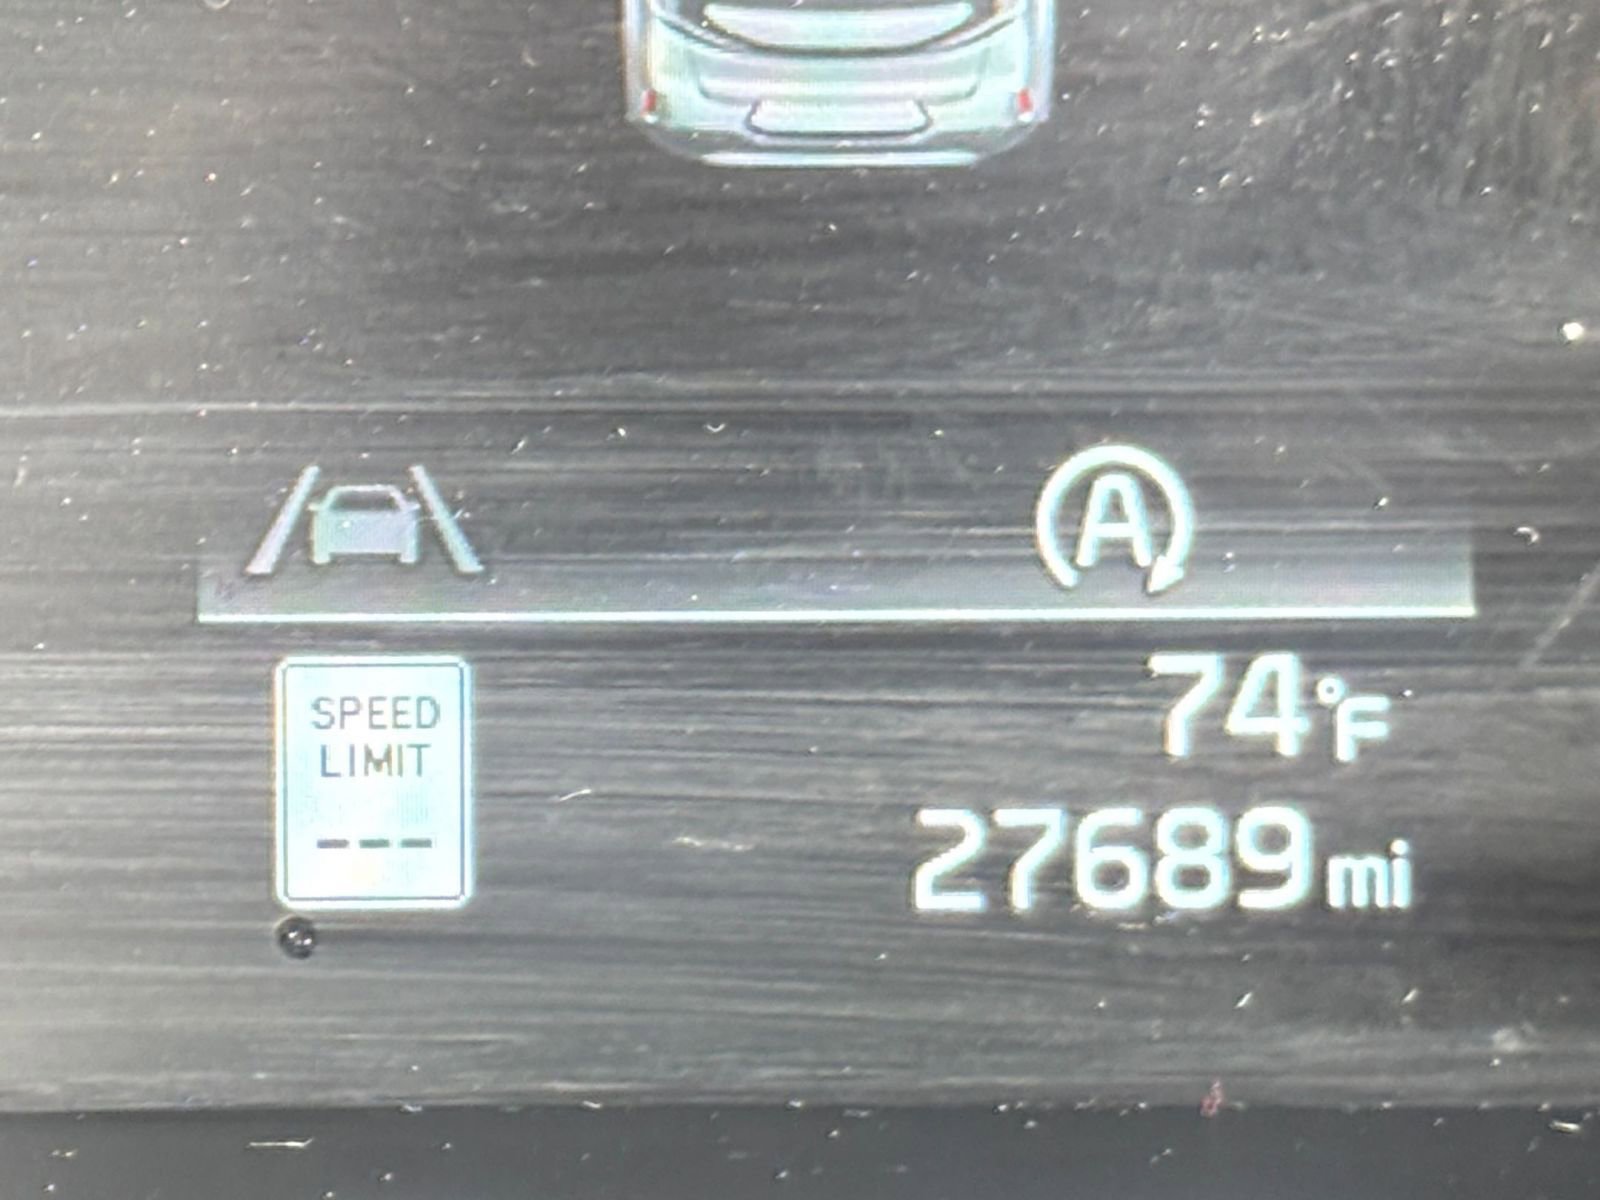 A
SPEED
LIMIT
---
74°F
27689 mi